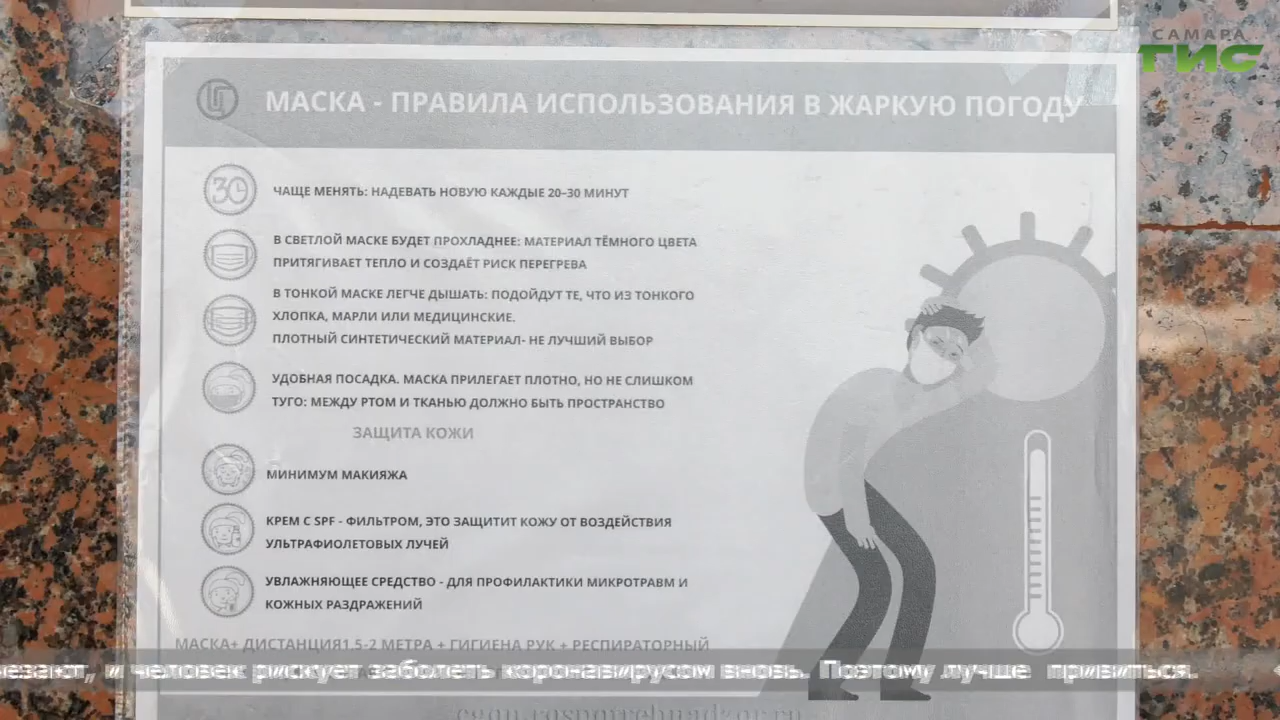 САМАРА
ГИС
МАСКА - ПРАВИЛА ИСПОЛЬЗОВАНИЯ В ЖАРКУЮ ПОГОДУ
30
ЧАЩЕ МЕНЯТЬ: НАДЕВАТЬ НОВУЮ КАЖДЫЕ 20-30 МИНУТ
В СВЕТЛОЙ МАСКЕ БУДЕТ ПРОХЛАДНЕЕ: МАТЕРИАЛ ТЁМНОГО ЦВЕТА
ПРИТЯГИВАЕТ ТЕПЛО И СОЗДАЁТ РИСК ПЕРЕГРЕВА
В ТОНКОЙ МАСКЕ ЛЕГЧЕ ДЫШАТЬ: ПОДОЙДУТ ТЕ, ЧТО ИЗ ТОНКОГО
ХЛОПКА, МАРЛИ ИЛИ МЕДИЦИНСКИЕ.
ПЛОТНЫЙ СИНТЕТИЧЕСКИЙ МАТЕРИАЛ- НЕ ЛУЧШИЙ ВЫБОР
УДОБНАЯ ПОСАДКА. МАСКА ПРИЛЕГАЕТ ПЛОТНО, НО НЕ СЛИШКОМ
ТУГО: МЕЖДУ РТОМ И ТКАНЬЮ ДОЛЖНО БЫТЬ ПРОСТРАНСТВО
ЗАЩИТА КОЖИ
МИНИМУМ МАКИЯЖА
КРЕМ С SPF - ФИЛЬТРОМ, ЭТО ЗАЩИТИТ КОЖУ ОТ ВОЗДЕЙСТВИЯ
УЛЬТРАФИОЛЕТОВЫХ ЛУЧЕЙ
УВЛАЖНЯЮЩЕЕ СРЕДСТВО - ДЛЯ ПРОФИЛАКТИКИ МИКРОТРАВМ И
КОЖНЫХ РАЗДРАЖЕНИЙ
МАСКА+ ДИСТАНЦИЯ1.5-2 МЕТРА + ГИГИЕНА РУК + РЕСПИРАТОРНЫЙ
и человек рискует заболеть коронавирусом вновь. Поэтому лучше привиться.